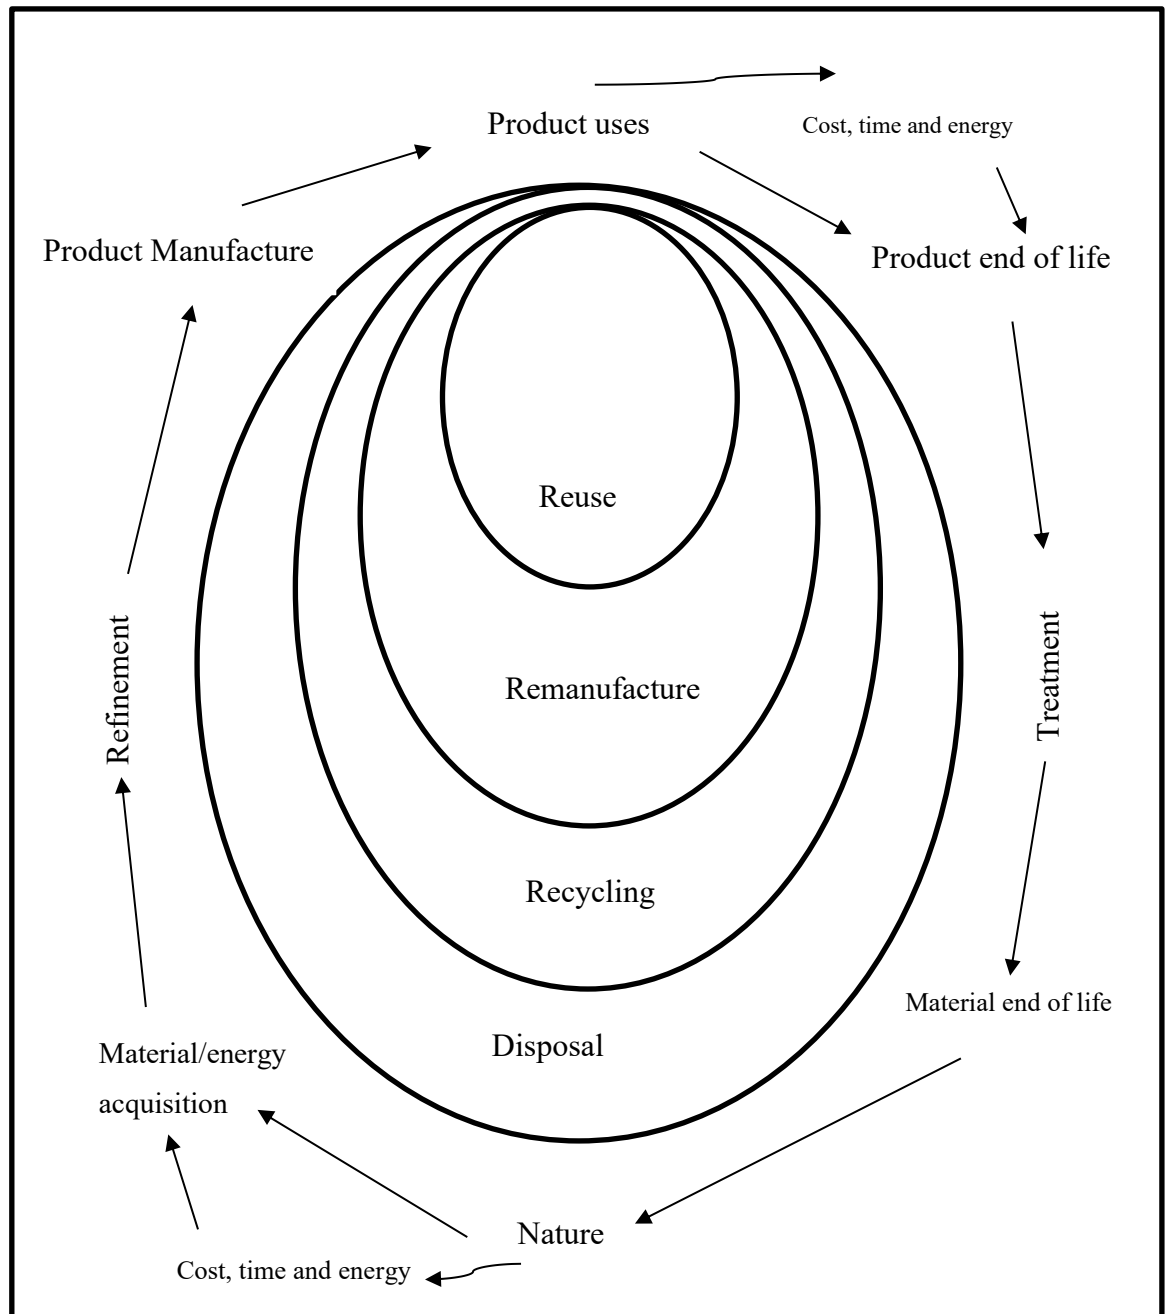 Product uses
Cost, time and energy
Product Manufacture
Product end of life
Reuse
Refinement
Treatment
Remanufacture
Recycling
Material end of life
Disposal
Material/energy
acquisition
Nature
Cost, time and energy